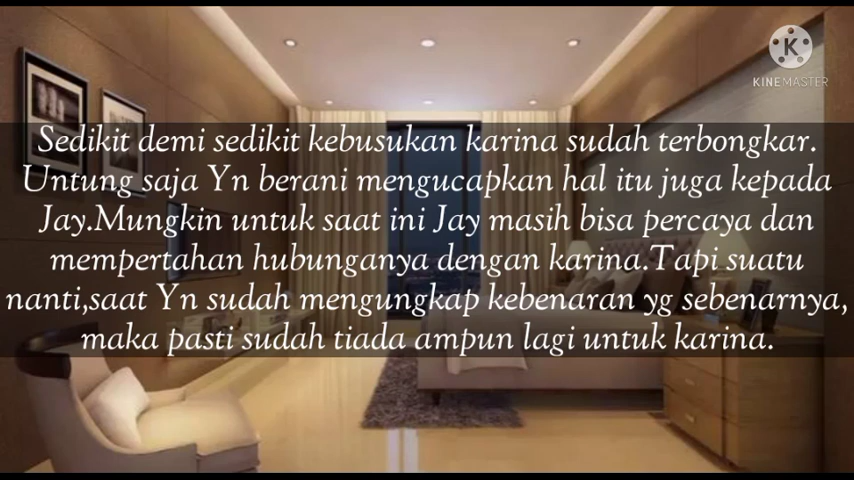 KINEMASTER
Sedikit demi sedikit kebusukan karina sudah terbongkar.
Untung saja Yn berani mengucapkan hal itu juga kepada
Jay.Mungkin untuk saat ini Jay masih bisa percaya dan
mempertahan hubunganya dengan karina.Tapi suatu
nanti,saat Yn sudah mengungkap kebenaran yg sebenarnya,
maka pasti sudah tiada ampun lagi untuk karina.